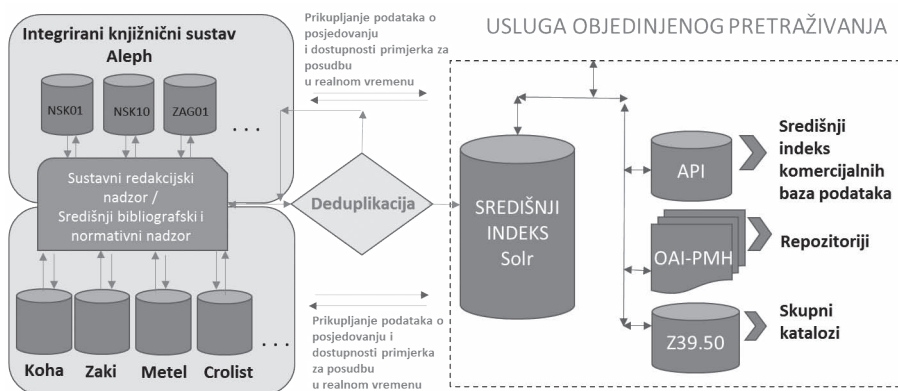 Integrirani knjižnični sustav
Aleph
NSK01
NSK10
ZAG01
. . .
Sustavni redakcijski
nadzor /
Središnji bibliografski i
normativni nadzor
Koha
Zaki
Metel
Crolist
. . .
Prikupljanje podataka o
posjedovanju
i dostupnosti primjerka za
posudbu
u realnom vremenu
Deduplikacija
Prikupljanje podataka o
posjedovanju i
dostupnosti primjerka
za posudbu
u realnom vremenu
USLUGA OBJEDINJENOG PRETRAŽIVANJA
SREDIŠNJI
INDEKS
Solr
API
Središnji
indeks
komercijalnih
baza podataka
OAI-PMH
Repozitoriji
Z39.50
Skupni
katalozi